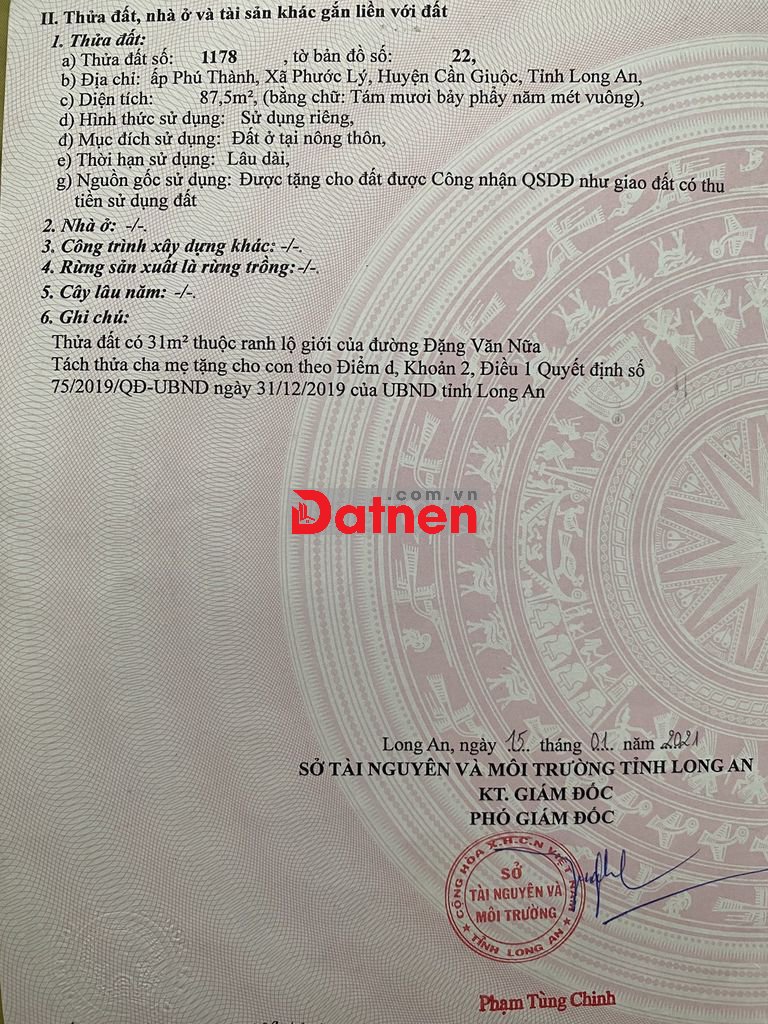 II. Thửa đất, nhà ở và tài sản khác gắn liền với đất
1. Thửa đất:
a) Thửa đất số: 1178 , tờ bản đồ số: 22,
b) Địa chỉ: ấp Phú Thành, Xã Phước Lý, Huyện Cần Giuộc, Tỉnh Long An,
c) Diện tích: 87,5m², (bằng chữ: Tám mươi bảy phẩy năm mét vuông),
d) Hình thức sử dụng: Sử dụng riêng,
đ) Mục đích sử dụng: Đất ở tại nông thôn,
e) Thời hạn sử dụng: Lâu dài,
g) Nguồn gốc sử dụng: Được tặng cho đất được Công nhận QSDĐ như giao đất có thu
tiền sử dụng đất
2. Nhà ở: -/-.
3. Công trình xây dựng khác: -/-.
4. Rừng sản xuất là rừng trồng: -/-.
5. Cây lâu năm: -/-.
6. Ghi chú:
Thửa đất có 31m² thuộc ranh lộ giới của đường Đặng Văn Nữa
Tách thửa cha mẹ tặng cho con theo Điểm d, Khoản 2, Điều 1 Quyết định số
75/2019/QĐ-UBND ngày 31/12/2019 của UBND tỉnh Long An
.com.vn
Datnen
Long An, ngày 15.. tháng 01. năm 2021
SỞ TÀI NGUYÊN VÀ MÔI TRƯỜNG TỈNH LONG AN
KT. GIÁM ĐỐC
PHÓ GIÁM ĐỐC
CỘNG HÒA X.H.C.N VIỆT NAM
SỞ
TÀI NGUYÊN VÀ
MÔI TRƯỜNG
★ TỈNH LONG AN ★
Phạm Tùng Chinh